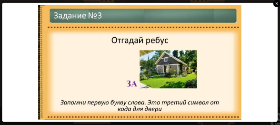 Задание №3
Отгадай ребус
ЗА
Запомни первую букву слова. Это третий символ от
кода для двери